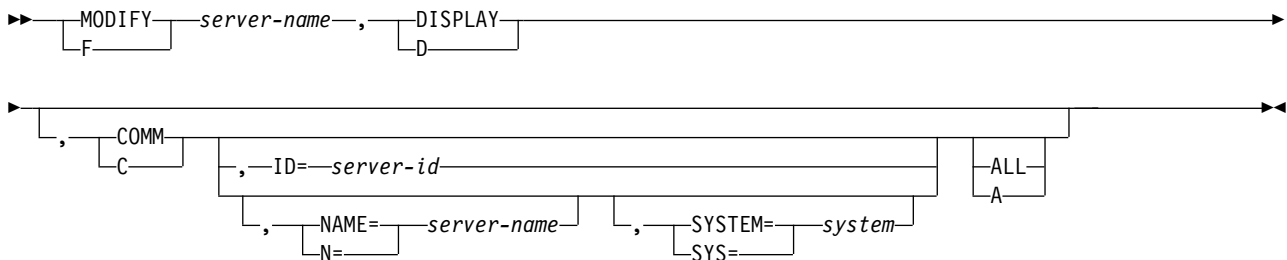 MODIFY server-name , DISPLAY
F D
, COMM
C , ID= server-id ALL
A
, NAME= server-name , SYSTEM= system
N= SYS=